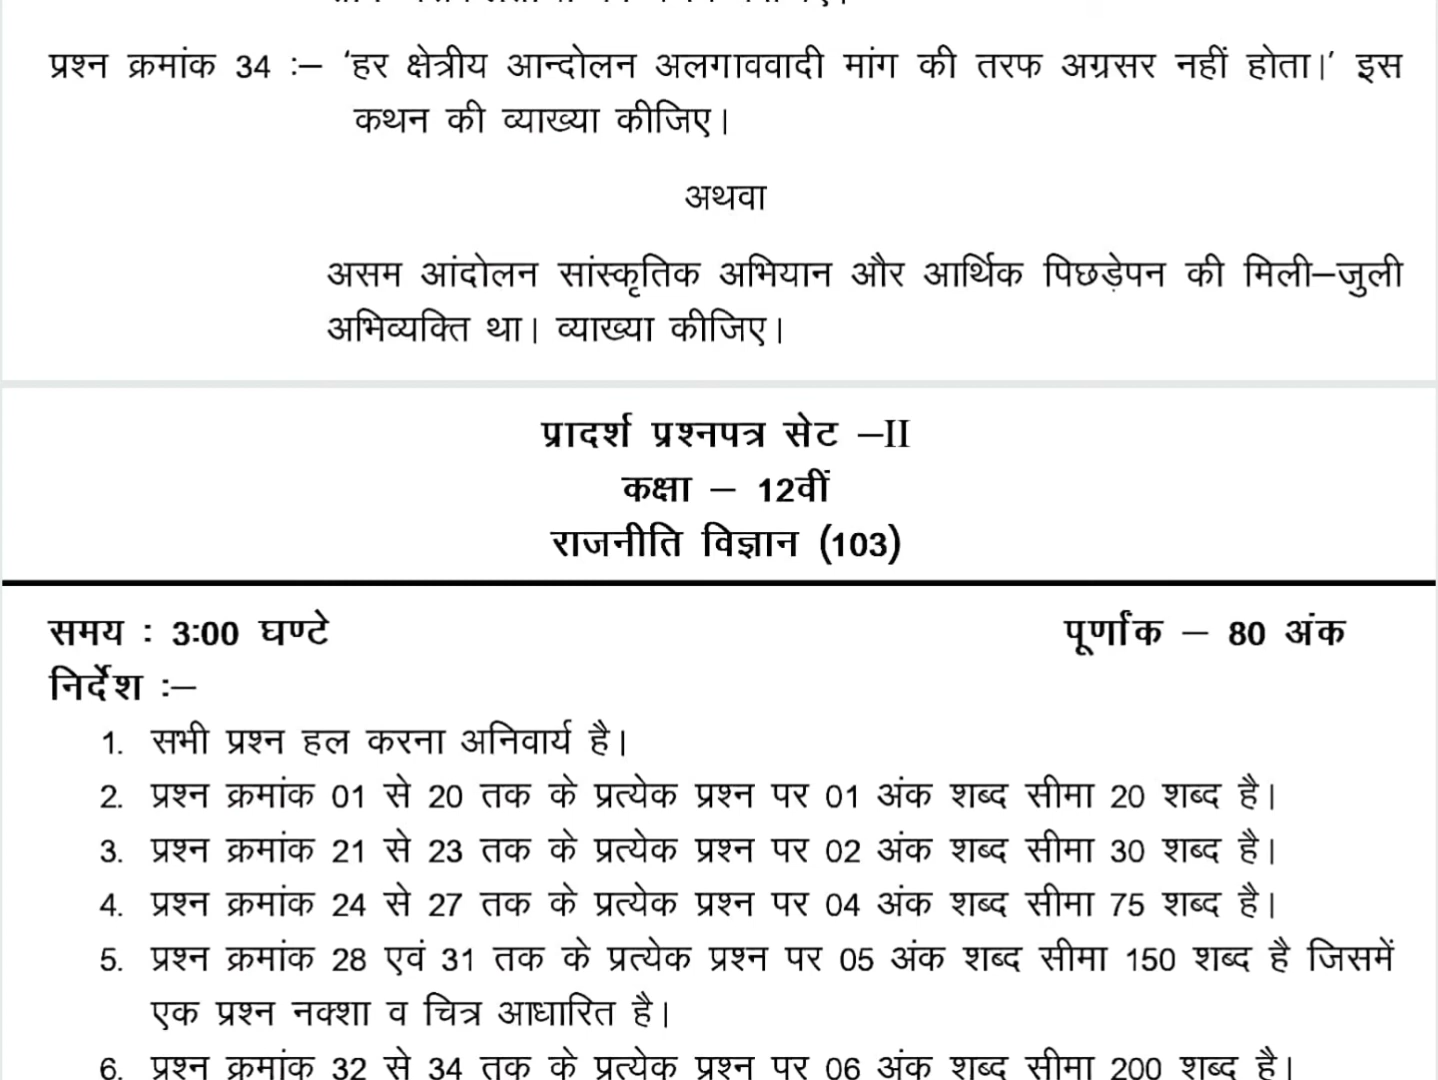 प्रश्न क्रमांक 34 :– ‘हर क्षेत्रीय आन्दोलन अलगाववादी मांग की तरफ अग्रसर नहीं होता।’ इस
कथन की व्याख्या कीजिए।
अथवा
असम आंदोलन सांस्कृतिक अभियान और आर्थिक पिछड़ेपन की मिली–जुली
अभिव्यक्ति था। व्याख्या कीजिए।
प्रादर्श प्रश्नपत्र सेट –II
कक्षा – 12वीं
राजनीति विज्ञान (103)
समय : 3:00 घण्टे पूर्णांक – 80 अंक
निर्देश :–
1. सभी प्रश्न हल करना अनिवार्य है।
2. प्रश्न क्रमांक 01 से 20 तक के प्रत्येक प्रश्न पर 01 अंक शब्द सीमा 20 शब्द है।
3. प्रश्न क्रमांक 21 से 23 तक के प्रत्येक प्रश्न पर 02 अंक शब्द सीमा 30 शब्द है।
4. प्रश्न क्रमांक 24 से 27 तक के प्रत्येक प्रश्न पर 04 अंक शब्द सीमा 75 शब्द है।
5. प्रश्न क्रमांक 28 एवं 31 तक के प्रत्येक प्रश्न पर 05 अंक शब्द सीमा 150 शब्द है जिसमें
एक प्रश्न नक्शा व चित्र आधारित है।
6. प्रश्न क्रमांक 32 से 34 तक के प्रत्येक प्रश्न पर 06 अंक शब्द सीमा 200 शब्द है।